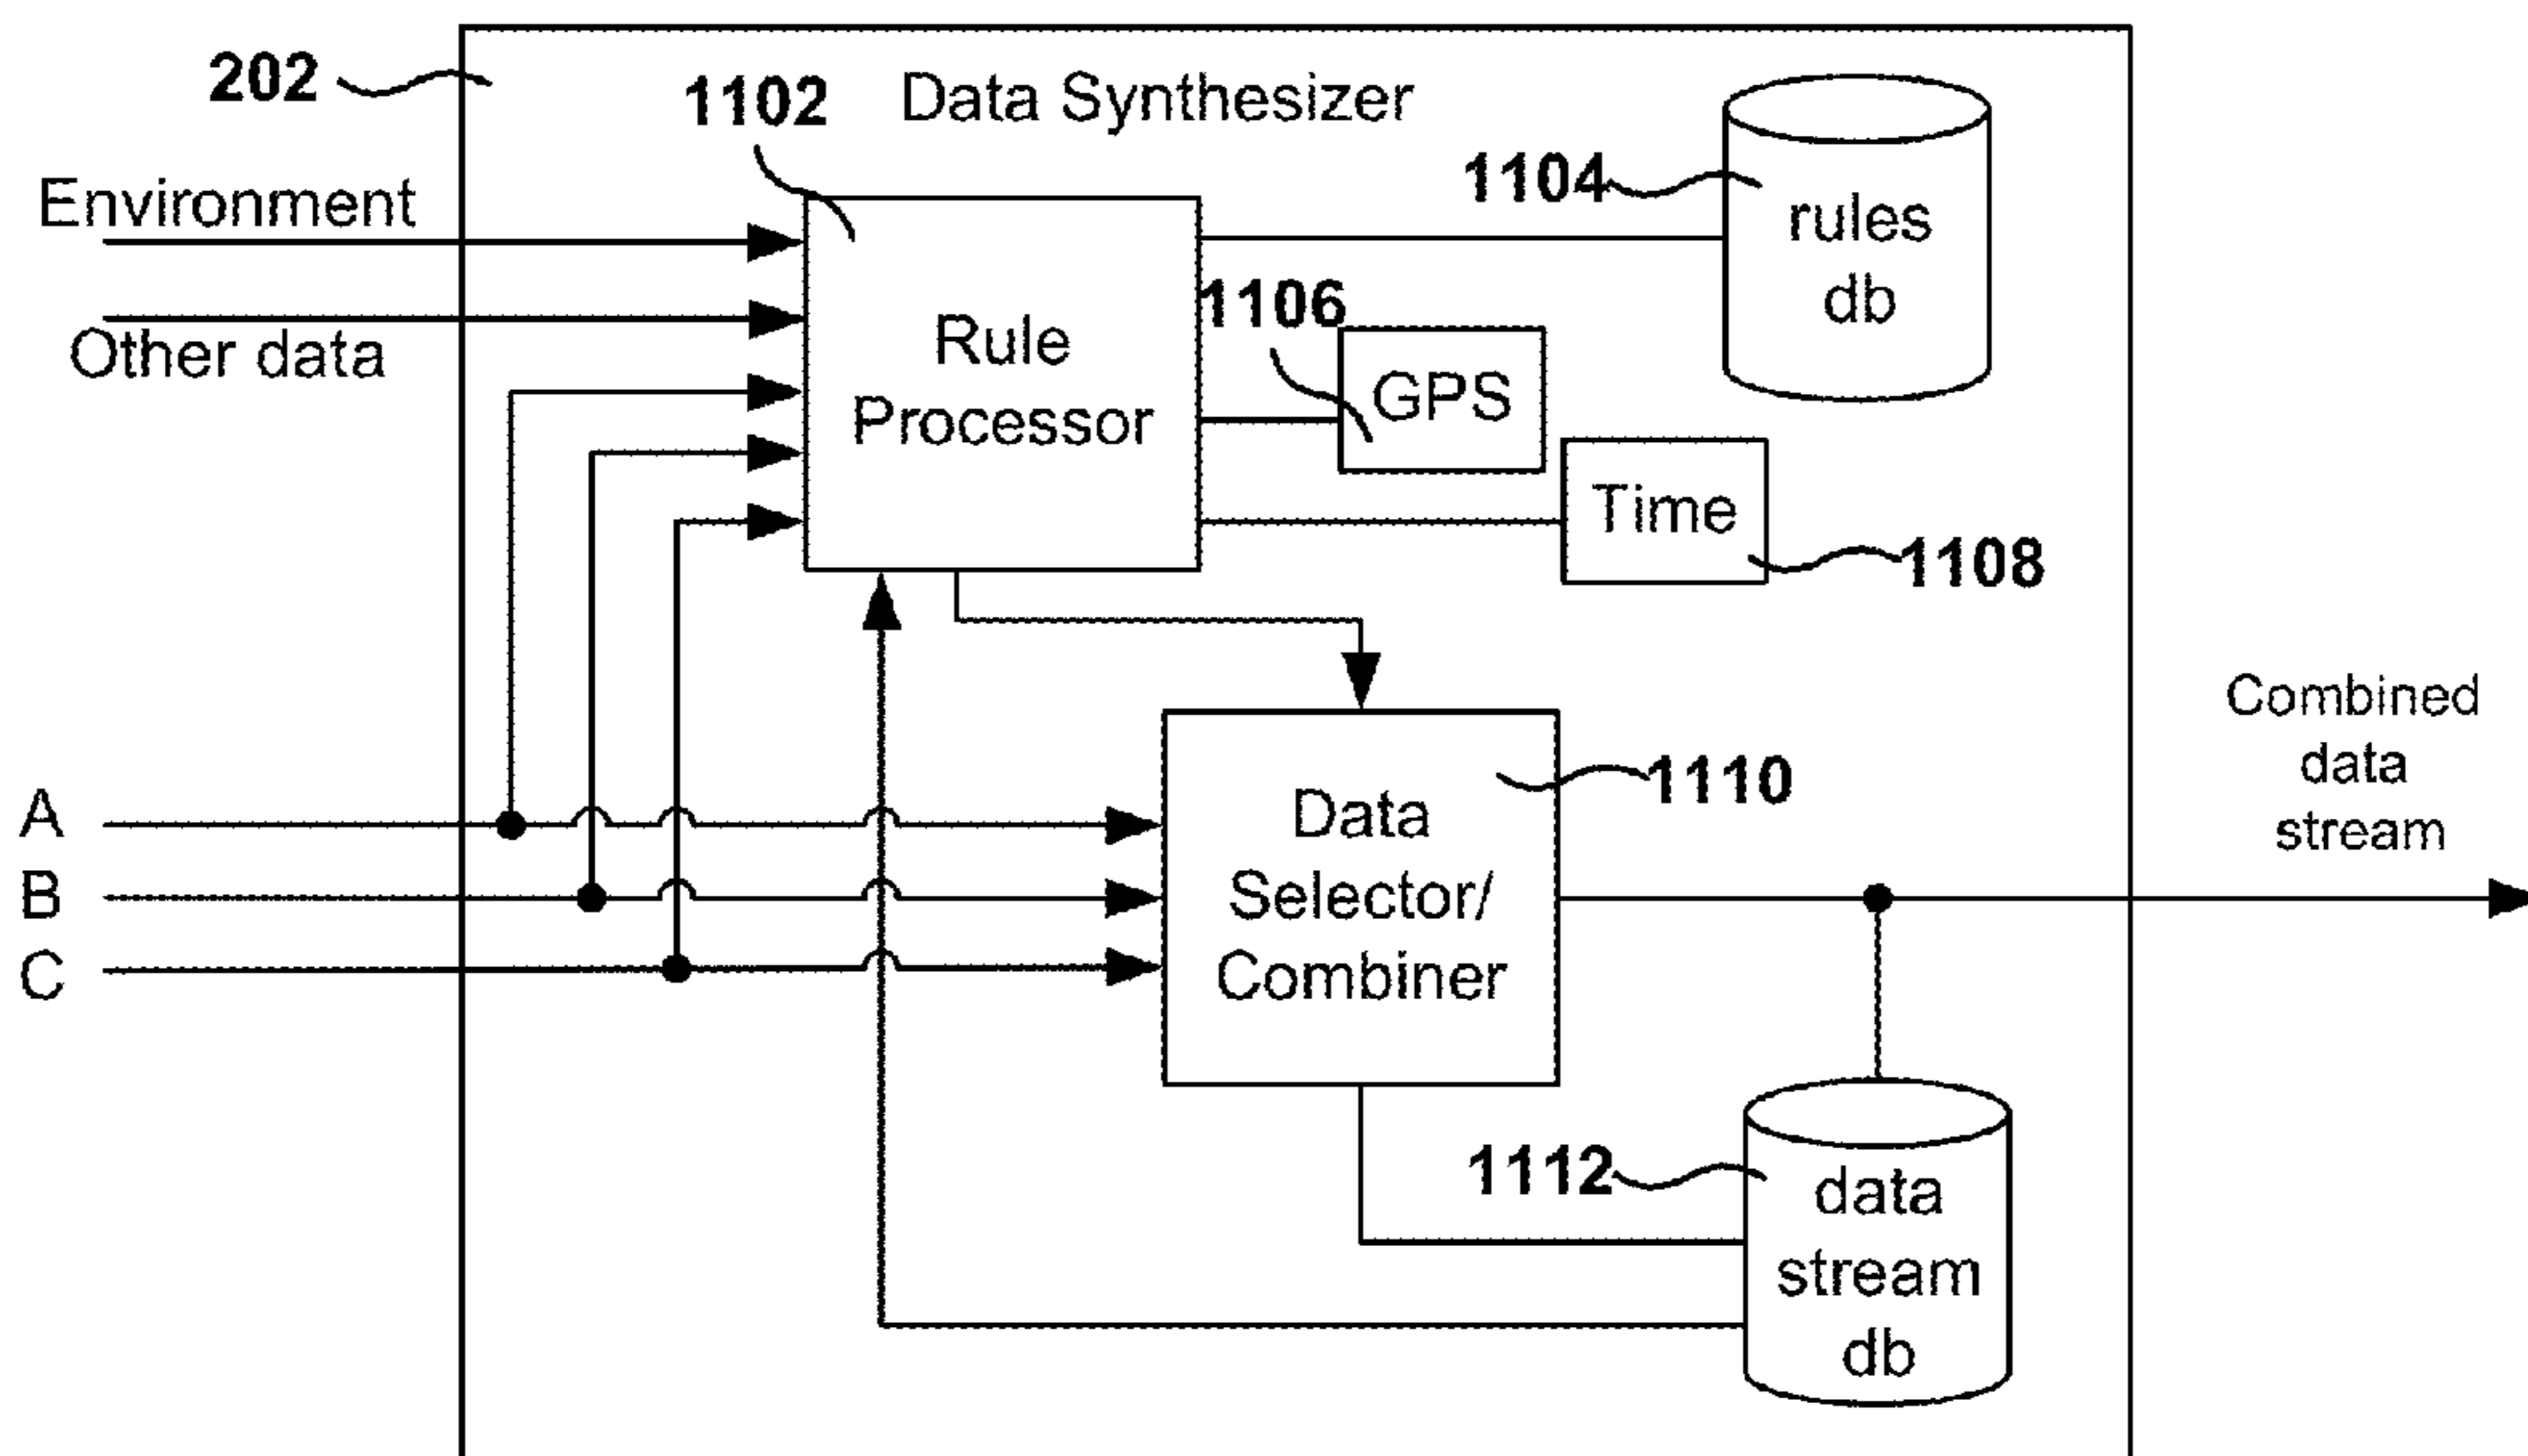 202
1102
Data Synthesizer
1104
rules
db
Environment
Other data
Rule
Processor
1106
GPS
Time
1108
A
B
C
Data
Selector/
Combiner
1110
Combined
data
stream
1112
data
stream
db